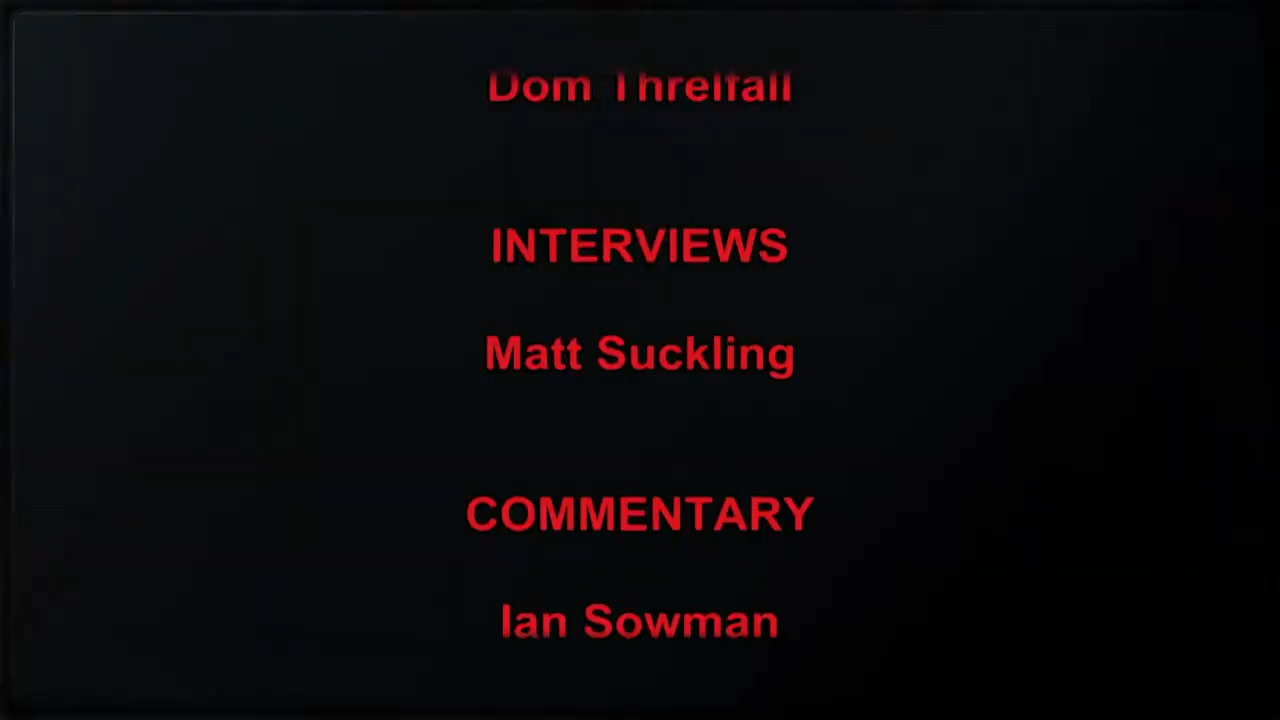 Dom Threlfall
INTERVIEWS
Matt Suckling
COMMENTARY
Ian Sowman